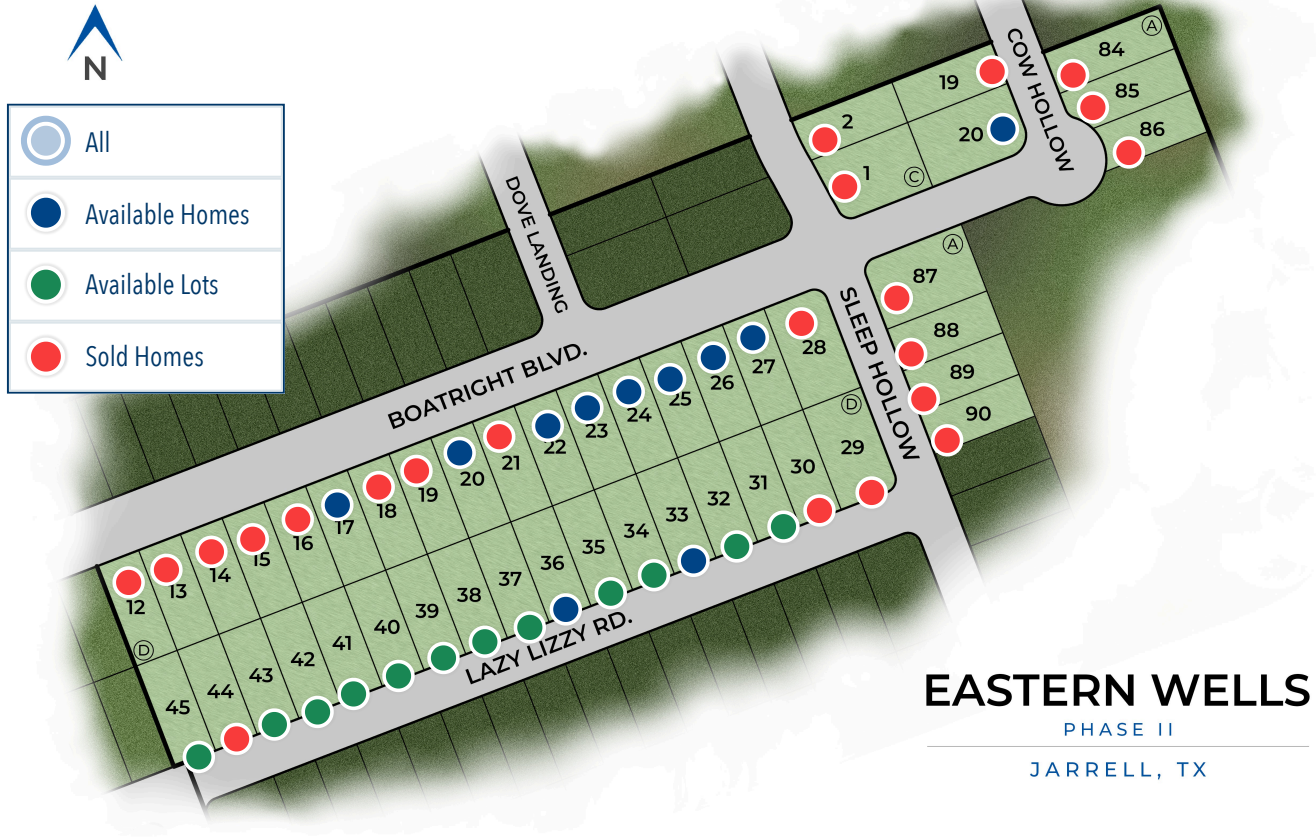 N
All
Available Homes
Available Lots
Sold Homes
COW HOLLOW
A
84
85
86
19
20
2
1
C
DOVE LANDING
BOATRIGHT BLVD.
SLEEP HOLLOW
A
87
88
89
90
12
13
14
15
16
17
18
19
20
21
22
23
24
25
26
27
28
D
29
30
31
32
33
34
35
36
37
38
39
40
41
42
43
44
45
D
LAZY LIZZY RD.
EASTERN WELLS
PHASE II
JARRELL, TX